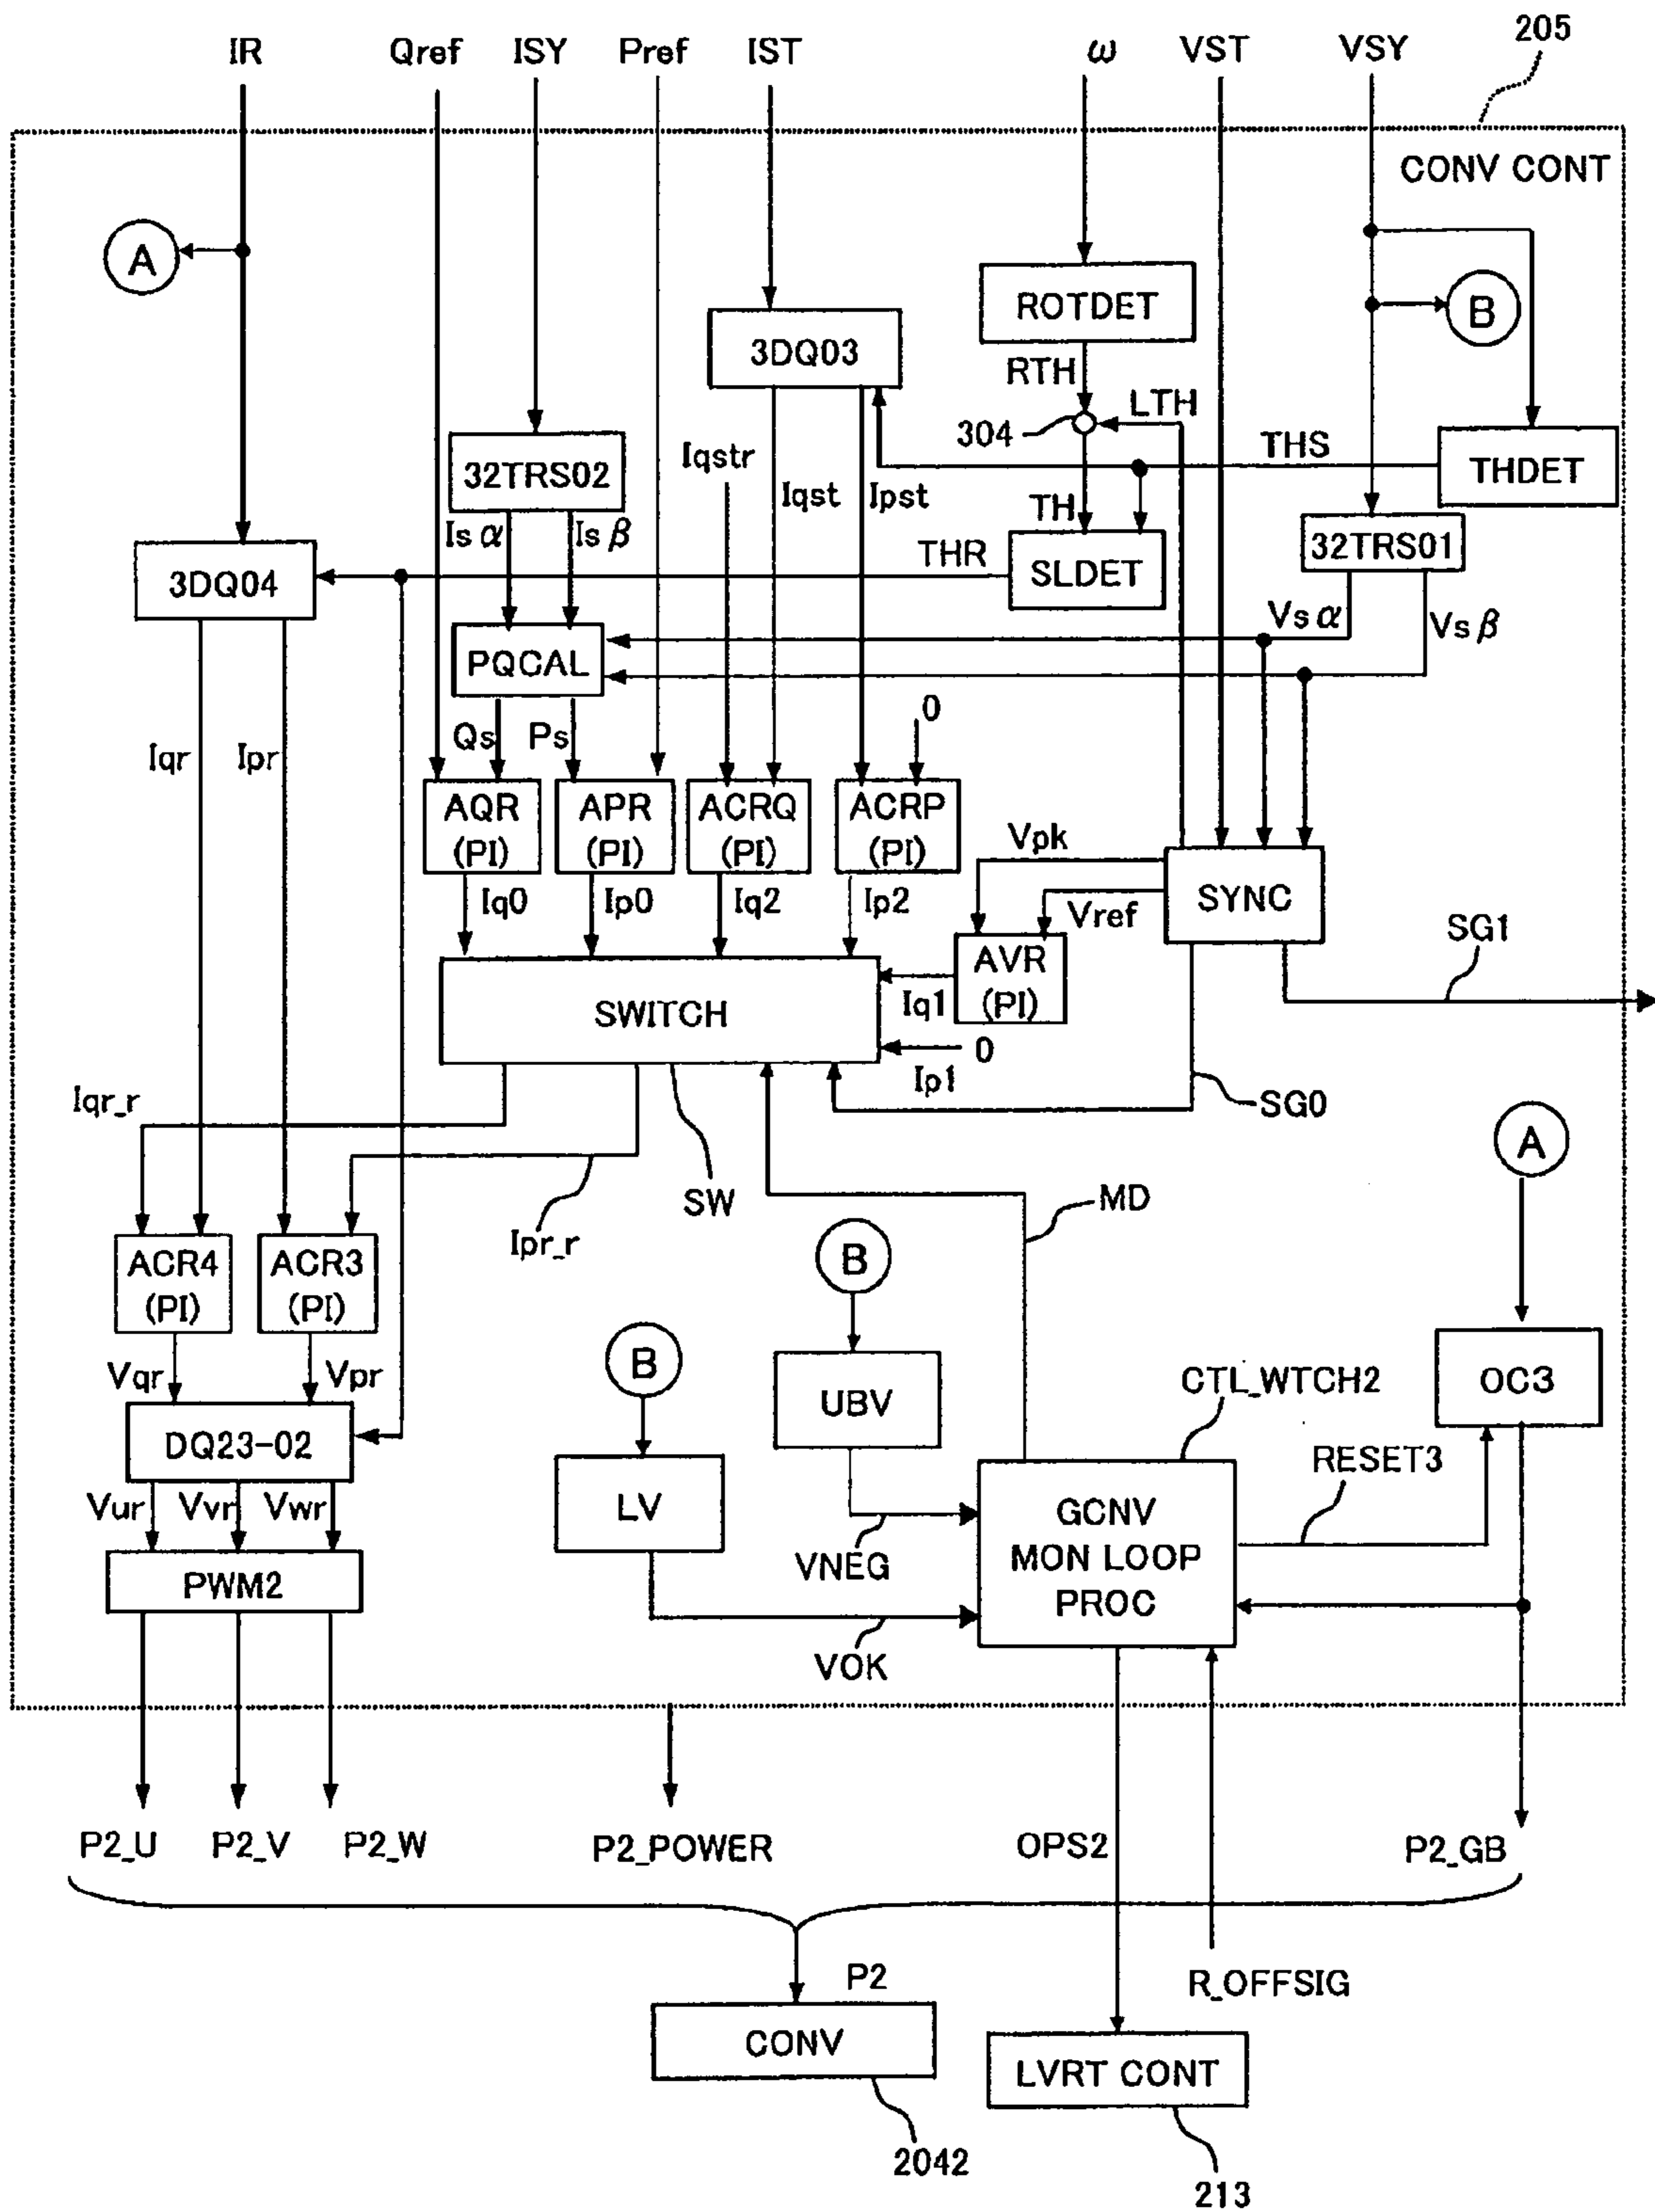 205
IR
Qref
ISY
Pref
IST
ω
VST
VSY
CONV CONT
A
B
ROTDET
3DQ03
RTH
LTH
304
THS
THDET
32TRS02
Iqstr
Iqst
Ipst
TH
Is α
Is β
32TRS01
3DQ04
THR
SLDET
Vs α
Vs β
PQCAL
0
Qs
Ps
Iqr
Ipr
AQR
(PI)
APR
(PI)
ACRQ
(PI)
ACRP
(PI)
Vpk
Iq0
Ip0
Iq2
Ip2
Vref
SYNC
SG1
AVR
(PI)
Iq1
SWITCH
0
Ip1
SG0
Iqr_r
A
SW
MD
Ipr_r
B
ACR4
(PI)
ACR3
(PI)
B
Vqr
Vpr
UBV
CTL_WTCH2
OC3
DQ23-02
RESET3
Vur
Vvr
Vwr
LV
GCNV
MON LOOP
PROC
VNEG
PWM2
VOK
P2_U
P2_V
P2_W
P2_POWER
OPS2
P2_GB
P2
R_OFFSIG
CONV
LVRT CONT
2042
213